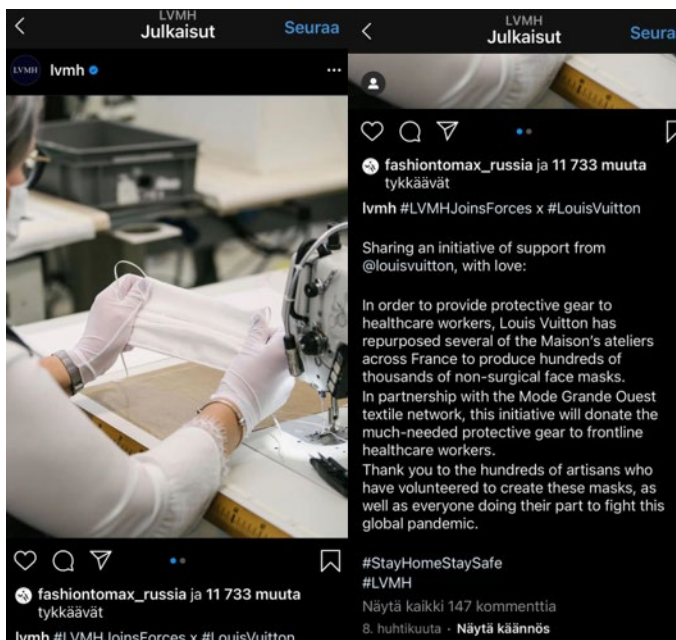 LVMH
Julkaisut
Seuraa
LVMH
lvmh
fashiontomax_russia ja 11 733 muuta
tykkäävät
lvmh #LVMHJoinsForces x #LouisVuitton
LVMH
Julkaisut
Seuraa
fashiontomax_russia ja 11 733 muuta
tykkäävät
lvmh #LVMHJoinsForces x #LouisVuitton
Sharing an initiative of support from
@louisvuitton, with love:
In order to provide protective gear to
healthcare workers, Louis Vuitton has
repurposed several of the Maison’s ateliers
across France to produce hundreds of
thousands of non-surgical face masks.
In partnership with the Mode Grande Ouest
textile network, this initiative will donate the
much-needed protective gear to frontline
healthcare workers.
Thank you to the hundreds of artisans who
have volunteered to create these masks, as
well as everyone doing their part to fight this
global pandemic.
#StayHomeStaySafe
#LVMH
Näytä kaikki 147 kommenttia
8. huhtikuuta · Näytä käännös